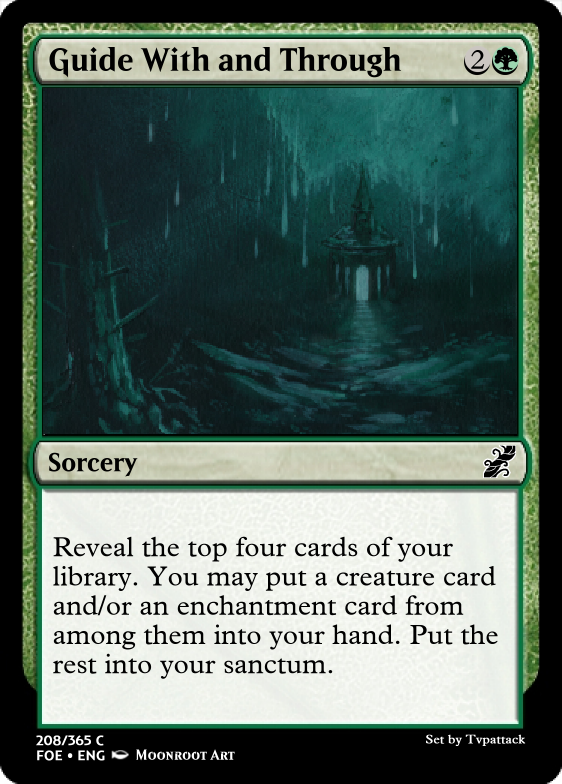 Guide With and Through 2
Sorcery
Reveal the top four cards of your
library. You may put a creature card
and/or an enchantment card from
among them into your hand. Put the
rest into your sanctum.
208/365 C
Set by Tvpattack
FOE • ENG Moonroot Art